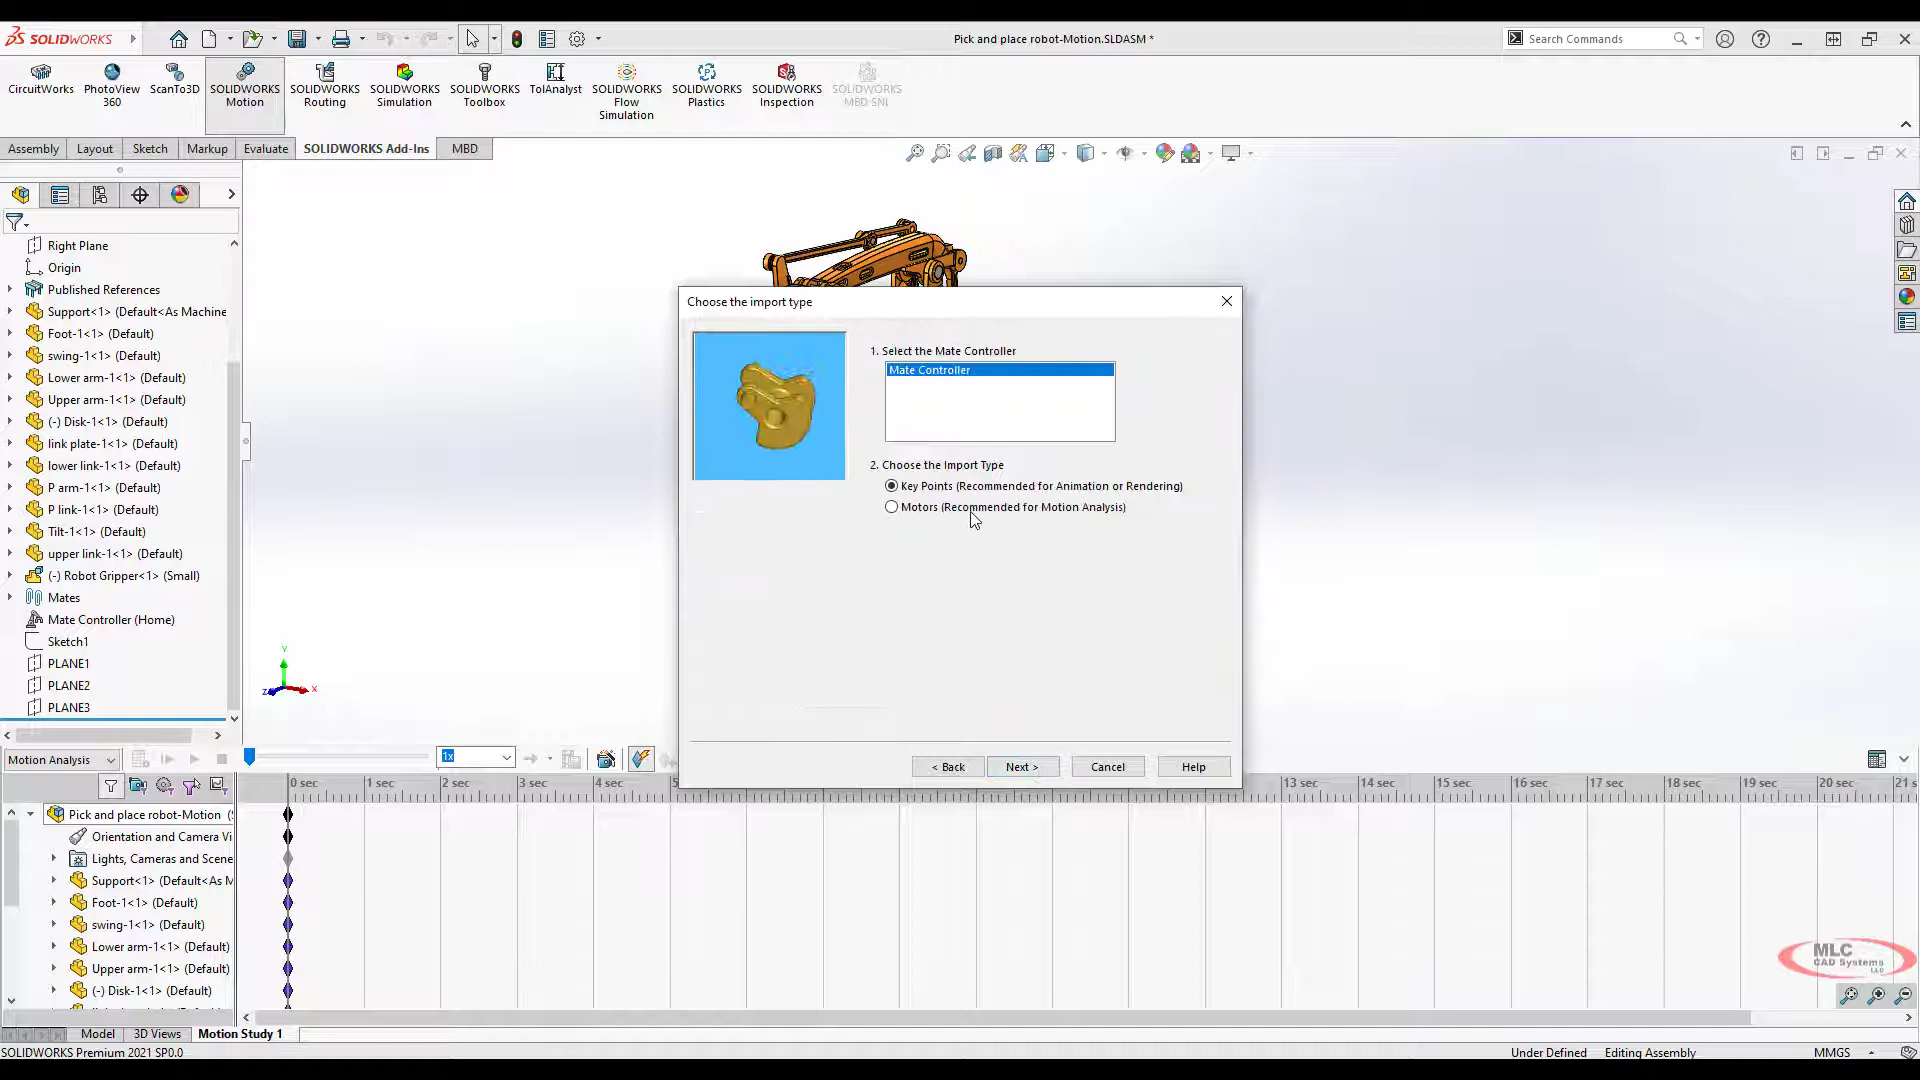 SOLIDWORKS
Pick and place robot-Motion.SLDASM *
Search Commands
CircuitWorks
PhotoView
360
ScanTo3D
SOLIDWORKS
Motion
SOLIDWORKS
Routing
SOLIDWORKS
Simulation
SOLIDWORKS
Toolbox
TolAnalyst
SOLIDWORKS
Flow
Simulation
SOLIDWORKS
Plastics
SOLIDWORKS
Inspection
SOLIDWORKS
MBD SNL
Assembly
Layout
Sketch
Markup
Evaluate
SOLIDWORKS Add-Ins
MBD
Right Plane
Origin
Published References
Support<1> (Default<As Machine
Foot-1<1> (Default)
swing-1<1> (Default)
Lower arm-1<1> (Default)
Upper arm-1<1> (Default)
(-) Disk-1<1> (Default)
link plate-1<1> (Default)
lower link-1<1> (Default)
P arm-1<1> (Default)
P link-1<1> (Default)
Tilt-1<1> (Default)
upper link-1<1> (Default)
(-) Robot Gripper<1> (Small)
Mates
Mate Controller (Home)
Sketch1
PLANE1
PLANE2
PLANE3
Y
Z
X
Choose the import type
1. Select the Mate Controller
Mate Controller
2. Choose the Import Type
Key Points (Recommended for Animation or Rendering)
Motors (Recommended for Motion Analysis)
< Back
Next >
Cancel
Help
Motion Analysis
1x
0 sec
1 sec
2 sec
3 sec
4 sec
5
13 sec
14 sec
15 sec
16 sec
17 sec
18 sec
19 sec
20 sec
21 s
Pick and place robot-Motion (
Orientation and Camera Vi
Lights, Cameras and Scene
Support<1> (Default<As M
Foot-1<1> (Default)
swing-1<1> (Default)
Lower arm-1<1> (Default)
Upper arm-1<1> (Default)
(-) Disk-1<1> (Default)
MLC
CAD Systems
LLC
Model
3D Views
Motion Study 1
SOLIDWORKS Premium 2021 SP0.0
Under Defined
Editing Assembly
MMGS